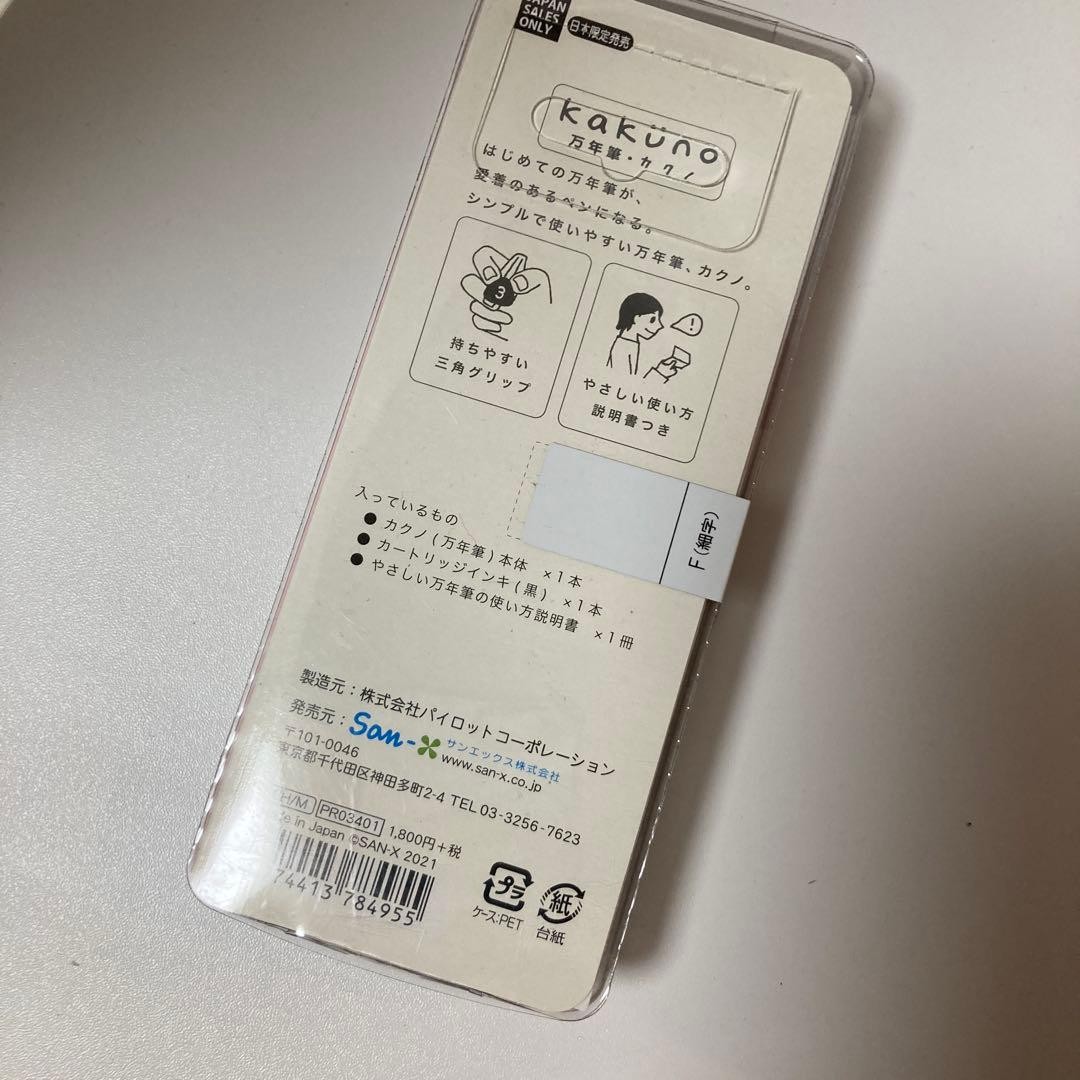 JAPAN
SALES
ONLY
日本限定発売
kaküno
万年筆・カクノ
はじめての万年筆が、
愛着のあるペンになる。
シンプルで使いやすい万年筆、カクノ。
3
!
持ちやすい
三角グリップ
やさしい使い方
説明書つき
F(細字)
入っているもの
● カクノ(万年筆)本体 ×1本
● カートリッジインキ(黒) ×1本
● やさしい万年筆の使い方説明書 ×1冊
製造元:株式会社パイロットコーポレーション
発売元:San-X サンエックス株式会社
www.san-x.co.jp
〒101-0046
東京都千代田区神田多町2-4 TEL 03-3256-7623
H/M PR03401 1,800円+税
in Japan ©SAN-X 2021
74413 784955
プラ
ケース:PET
紙
台紙